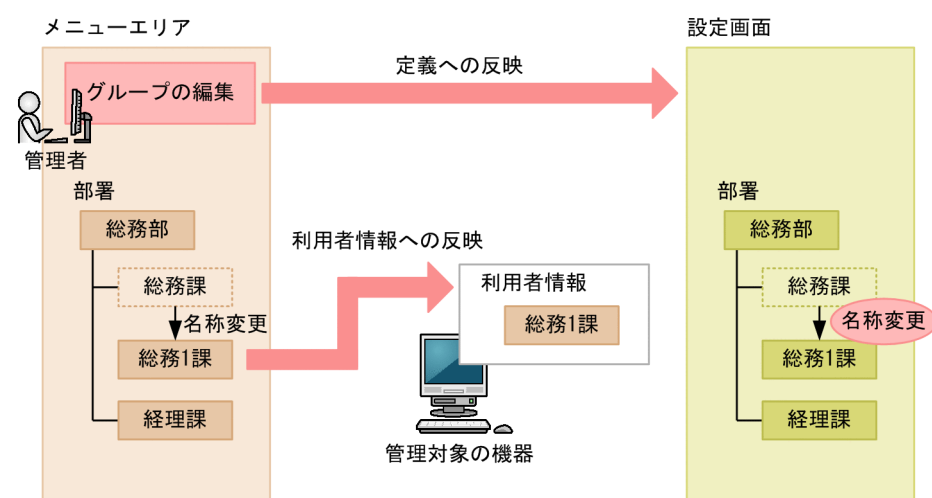 メニューエリア
設定画面
グループの編集
定義への反映
管理者
部署
総務部
総務課
名称変更
総務1課
経理課
利用者情報への反映
利用者情報
総務1課
管理対象の機器
部署
総務部
総務課
名称変更
総務1課
経理課